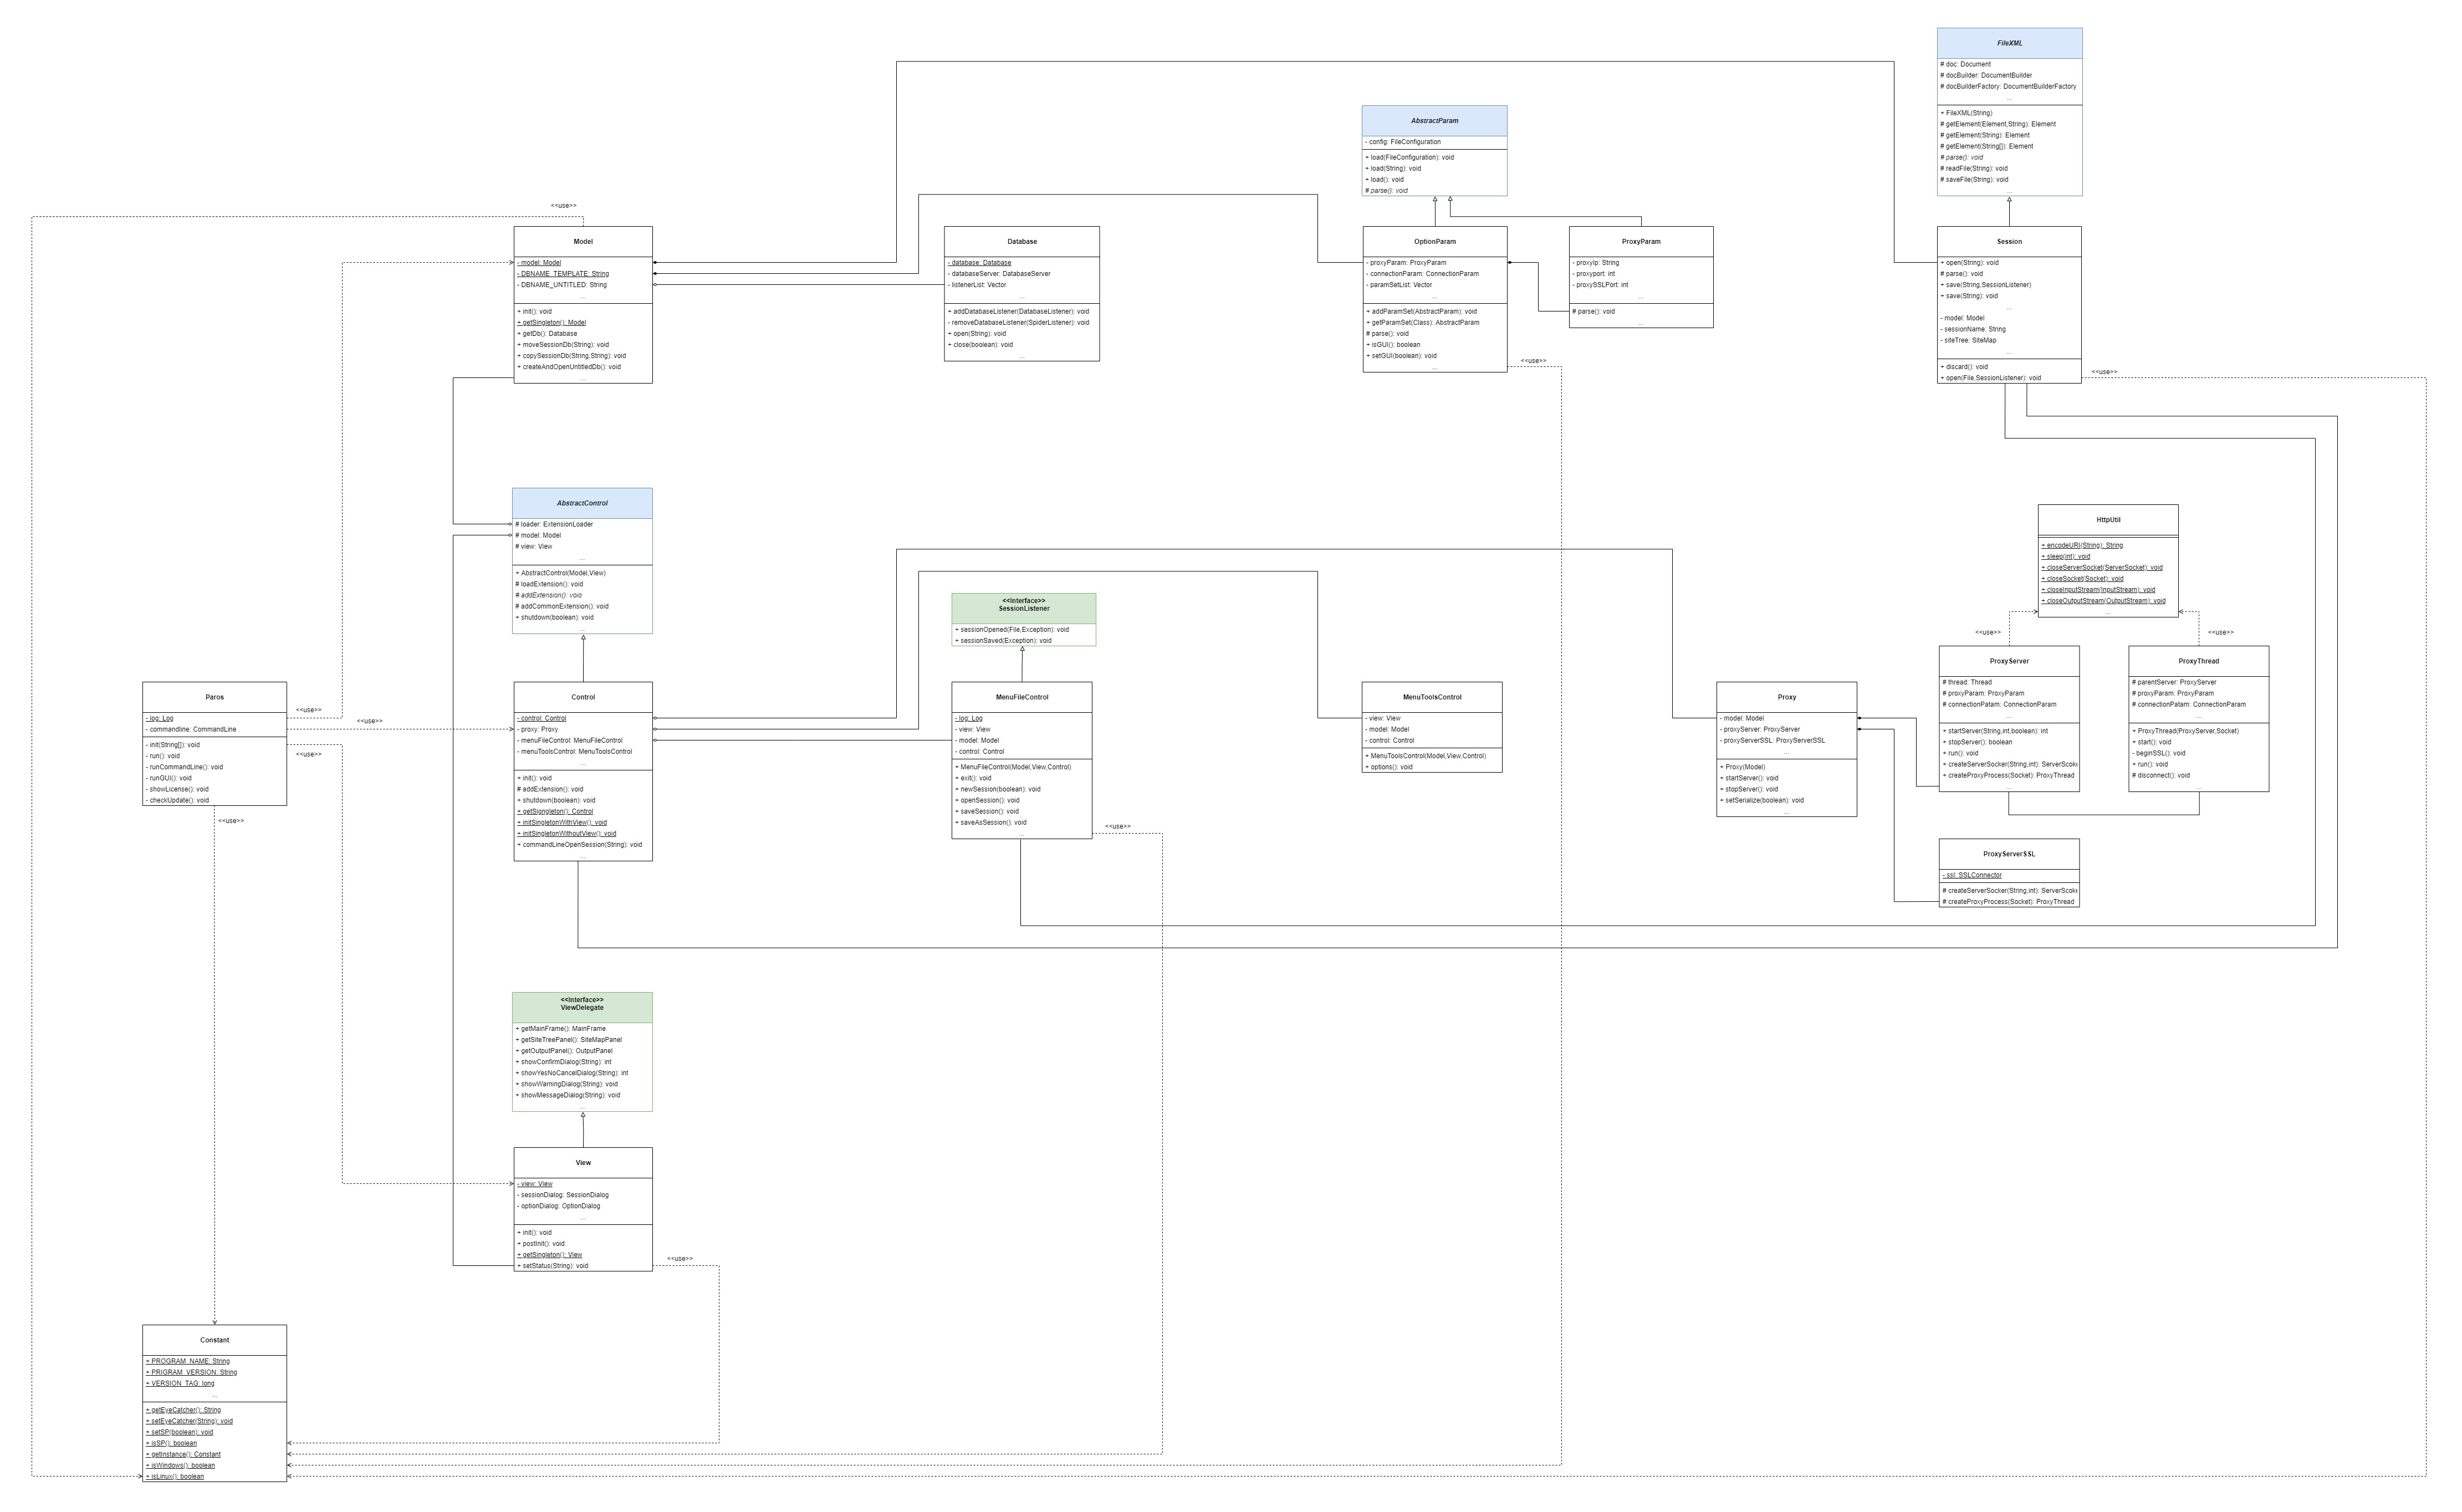 FileXML
# doc: Document
# docBuilder: DocumentBuilder
# docBuilderFactory: DocumentBuilderFactory
...
+ FileXML(String)
# getElement(Element,String): Element
# getElement(String): Element
# getElement(String[]): Element
# parse(): void
# readFile(String): void
# saveFile(String): void
...
AbstractParam
- config: FileConfiguration
+ load(FileConfiguration): void
+ load(String): void
+ load(): void
# parse(): void
<<use>>
Model
- model: Model
- DBNAME_TEMPLATE: String
- DBNAME_UNTITLED: String
...
+ init(): void
+ getSingleton(): Model
+ getDb(): Database
+ moveSessionDb(String): void
+ copySessionDb(String,String): void
+ createAndOpenUntitledDb(): void
...
Database
- database: Database
- databaseServer: DatabaseServer
- listenerList: Vector
...
+ addDatabaseListener(DatabaseListener): void
- removeDatabaseListener(SpiderListener): void
+ open(String): void
+ close(boolean): void
...
OptionParam
- proxyParam: ProxyParam
- connectionParam: ConnectionParam
- paramSetList: Vector
...
+ addParamSet(AbstractParam): void
+ getParamSet(Class): AbstractParam
# parse(): void
+ isGUI(): boolean
+ setGUI(boolean): void
...
<<use>>
ProxyParam
- proxyIp: String
- proxyport: int
- proxySSLPort: int
...
# parse(): void
...
Session
+ open(String): void
# parse(): void
+ save(String,SessionListener)
+ save(String): void
...
- model: Model
- sessionName: String
- siteTree: SiteMap
...
+ discard(): void
+ open(File,SessionListener): void
<<use>>
AbstractControl
# loader: ExtensionLoader
# model: Model
# view: View
...
+ AbstractControl(Model,View)
# loadExtension(): void
# addExtension(): void
# addCommonExtension(): void
+ shutdown(boolean): void
...
<<Interface>>
SessionListener
+ sessionOpened(File,Exception): void
+ sessionSaved(Exception): void
HttpUtil
+ encodeURI(String): String
+ sleep(int): void
+ closeServerSocket(ServerSocket): void
+ closeSocket(Socket): void
+ closeInputStream(InputStream): void
+ closeOutputStream(OutputStream): void
...
<<use>>
<<use>>
Paros
- log: Log
- commandline: CommandLine
- init(String[]): void
- run(): void
- runCommandLine(): void
- runGUI(): void
- showLicense(): void
- checkUpdate(): void
<<use>>
<<use>>
<<use>>
<<use>>
Control
- control: Control
- proxy: Proxy
- menuFileControl: MenuFileControl
- menuToolsControl: MenuToolsControl
...
+ init(): void
# addExtension(): void
+ shutdown(boolean): void
+ getSigngleton(): Control
+ initSingletonWithView(): void
+ initSingletonWithoutView(): void
+ commandLineOpenSession(String): void
...
MenuFileControl
- log: Log
- view: View
- model: Model
- control: Control
+ MenuFileControl(Model,View,Control)
+ exit(): void
+ newSession(boolean): void
+ openSession(): void
+ saveSession(): void
+ saveAsSession(): void
...
<<use>>
MenuToolsControl
- view: View
- model: Model
- control: Control
+ MenuToolsControl(Model,View,Control)
+ options(): void
Proxy
- model: Model
- proxyServer: ProxyServer
- proxyServerSSL: ProxyServerSSL
...
+ Proxy(Model)
+ startServer(): void
+ stopServer(): void
+ setSerialize(boolean): void
...
ProxyServer
# thread: Thread
# proxyParam: ProxyParam
# connectionPatam: ConnectionParam
...
+ startServer(String,int,boolean): int
+ stopServer(): boolean
+ run(): void
+ createServerSocker(String,int): ServerScoke
+ createProxyProcess(Socket): ProxyThread
...
ProxyThread
# parentServer: ProxyServer
# proxyParam: ProxyParam
# connectionPatam: ConnectionParam
...
+ ProxyThread(ProxyServer,Socket)
+ start(): void
- beginSSL(): void
+ run(): void
# disconnect(): void
...
ProxyServerSSL
- ssl: SSLConnector
# createServerSocker(String,int): ServerScoke
# createProxyProcess(Socket): ProxyThread
<<Interface>>
ViewDelegate
+ getMainFrame(): MainFrame
+ getSiteTreePanel(): SiteMapPanel
+ getOutputPanel(): OutputPanel
+ showConfirmDialog(String): int
+ showYesNoCancelDialog(String): int
+ showWarningDialog(String): void
+ showMessageDialog(String): void
...
View
- view: View
- sessionDialog: SessionDialog
- optionDialog: OptionDialog
...
+ init(): void
+ postInit(): void
+ getSingleton(): View
+ setStatus(String): void
<<use>>
Constant
+ PROGRAM_NAME: String
+ PRIGRAM_VERSION: String
+ VERSION_TAG: long
...
+ getEyeCatcher(): String
+ setEyeCatcher(String): void
+ setSP(boolean): void
+ isSP(): boolean
+ getInstance(): Constant
+ isWindows(): boolean
+ isLinux(): boolean